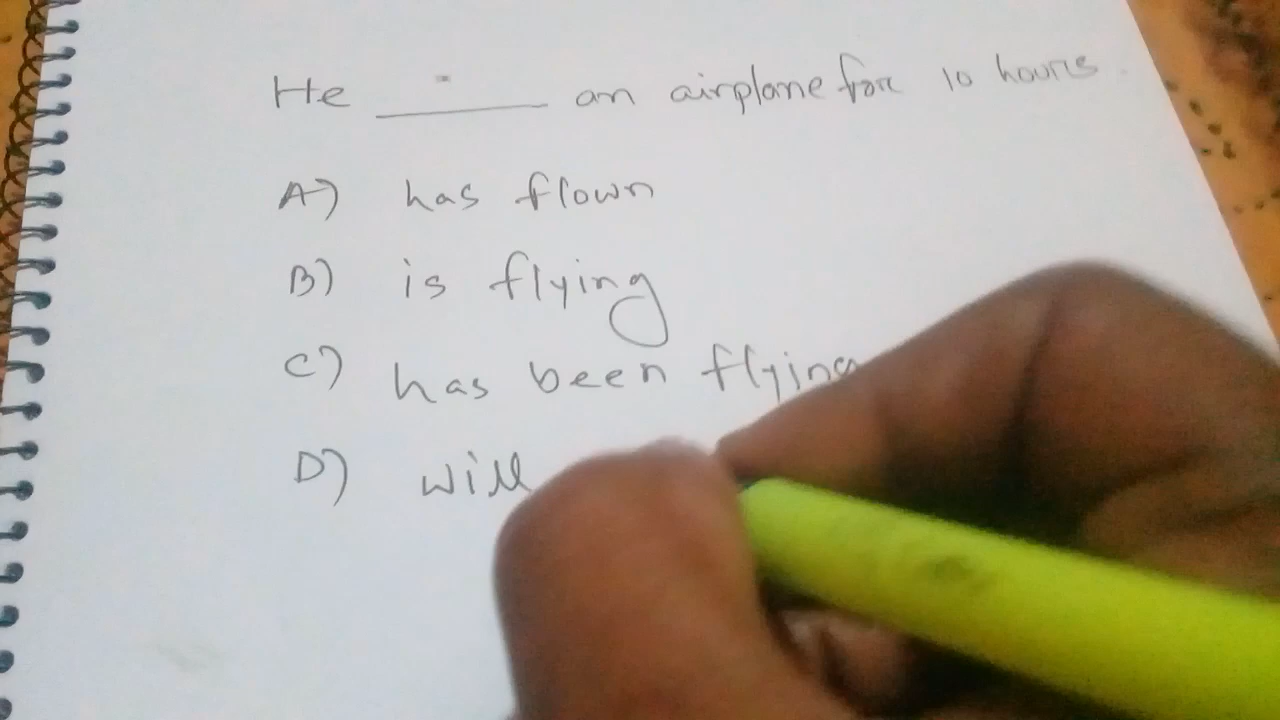 He ______ an airplane for 10 hours.
A) has flown
B) is flying
C) has been flying
D) will